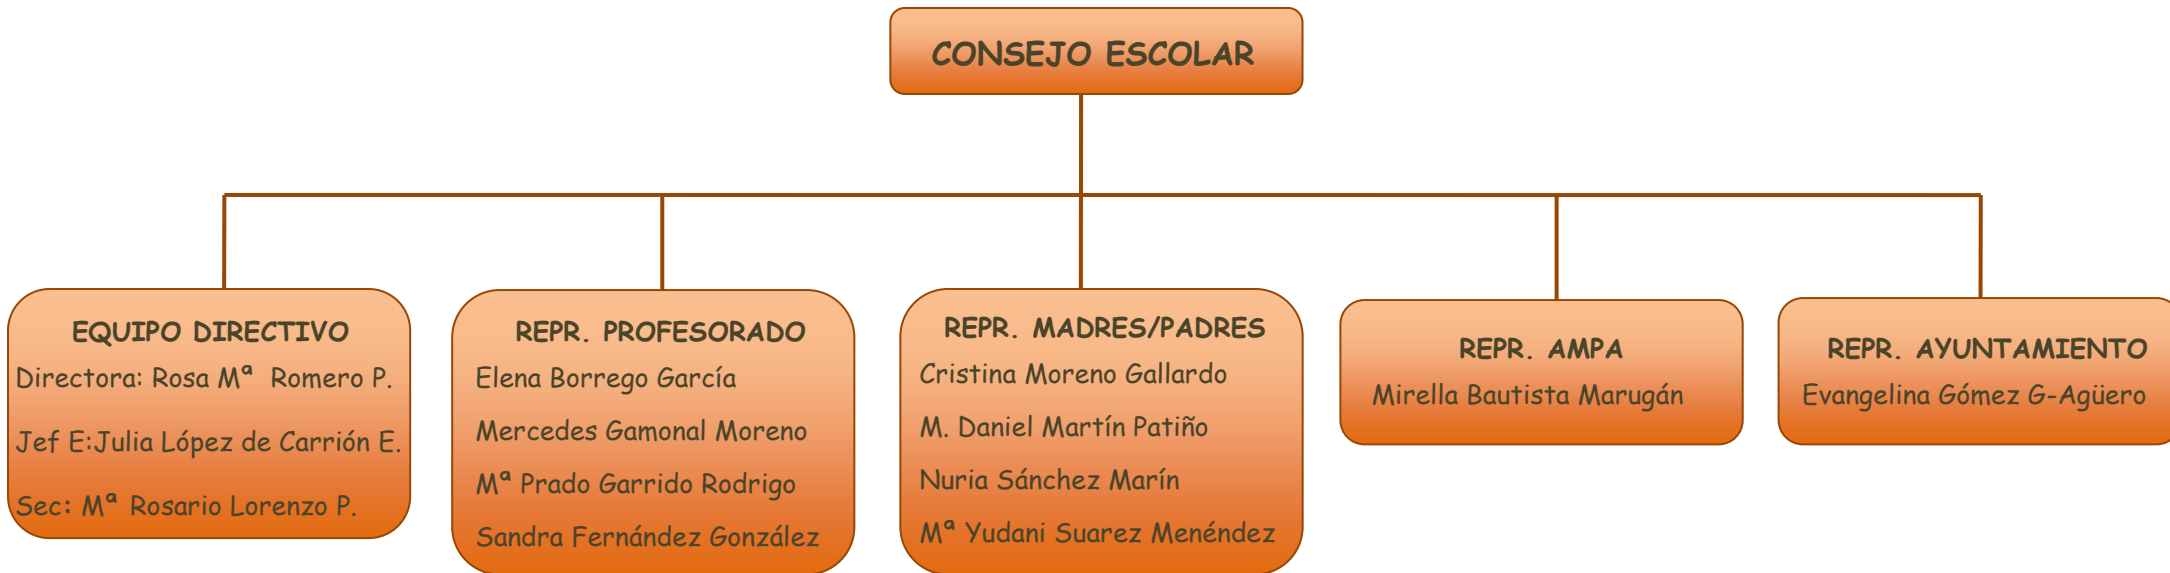 CONSEJO ESCOLAR
EQUIPO DIRECTIVO
Directora: Rosa Mª Romero P.
Jef E:Julia López de Carrión E.
Sec: Mª Rosario Lorenzo P.
REPR. PROFESORADO
Elena Borrego García
Mercedes Gamonal Moreno
Mª Prado Garrido Rodrigo
Sandra Fernández González
REPR. MADRES/PADRES
Cristina Moreno Gallardo
M. Daniel Martín Patiño
Nuria Sánchez Marín
Mª Yudani Suarez Menéndez
REPR. AMPA
Mirella Bautista Marugán
REPR. AYUNTAMIENTO
Evangelina Gómez G-Agüero